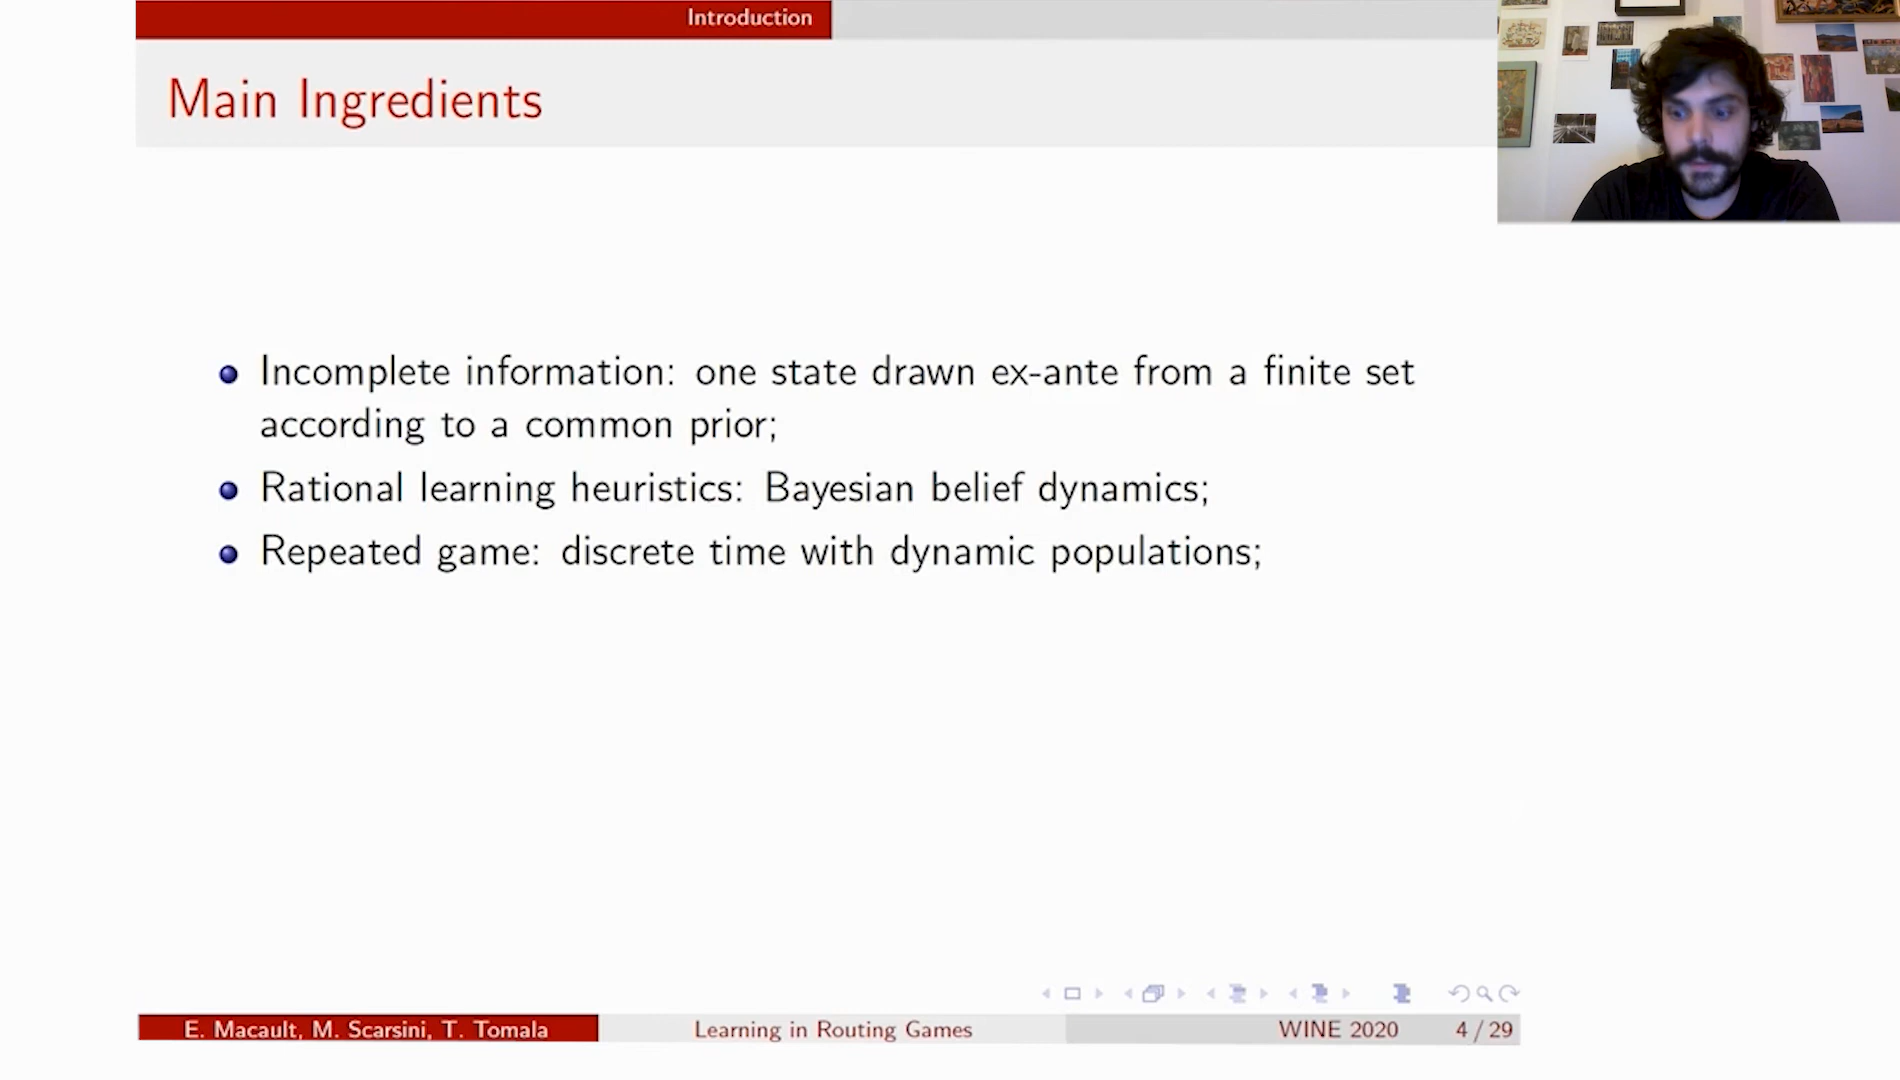 Introduction
Main Ingredients
Incomplete information: one state drawn ex-ante from a finite set
according to a common prior;
Rational learning heuristics: Bayesian belief dynamics;
Repeated game: discrete time with dynamic populations;
E. Macault, M. Scarsini, T. Tomala
Learning in Routing Games
WINE 2020
4 / 29